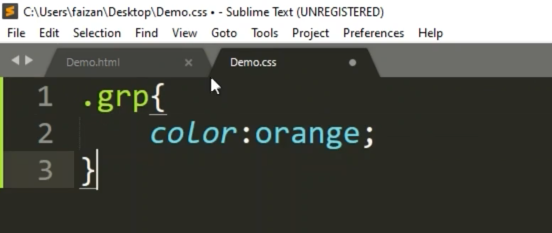 C:\Users\faizan\Desktop\Demo.css • - Sublime Text (UNREGISTERED)
File Edit Selection Find View Goto Tools Project Preferences Help
Demo.html × Demo.css •
1 .grp{
2 color:orange;
3 }